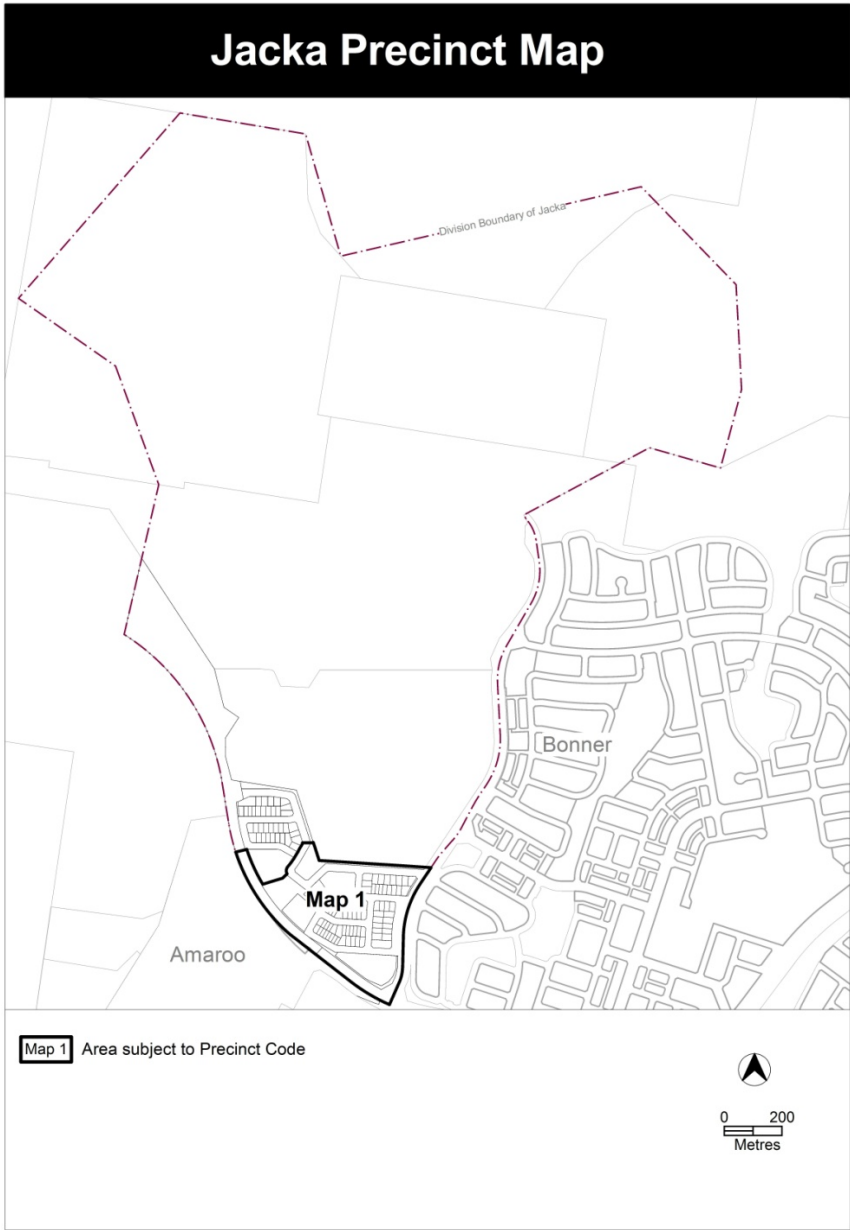 Jacka Precinct Map
Division Boundary of Jacka
Bonner
Map 1
Amaroo
Map 1 Area subject to Precinct Code
0 200
Metres